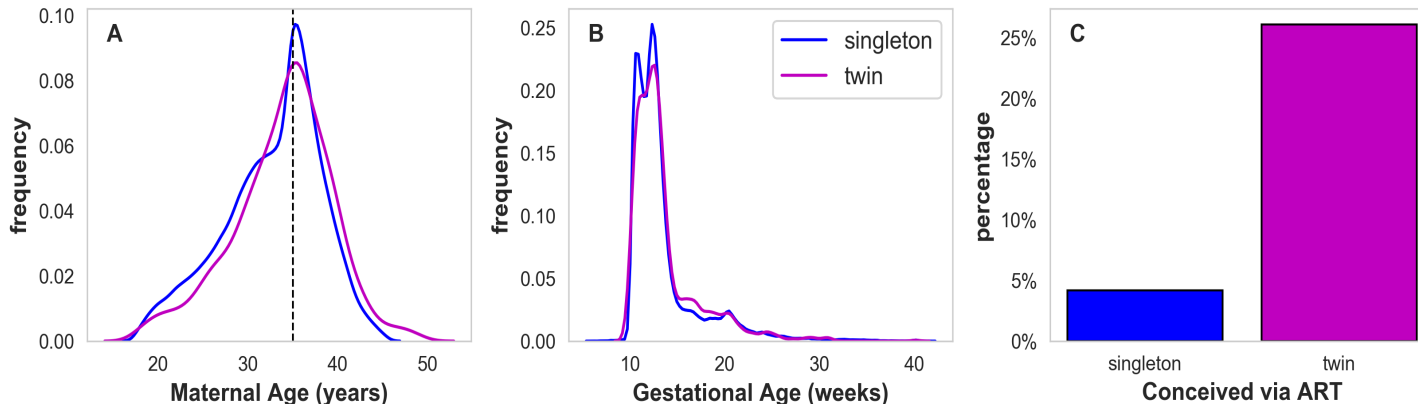 A
frequency
0.10
0.08
0.06
0.04
0.02
0.00
20 30 40 50
Maternal Age (years)
B
singleton
twin
frequency
0.25
0.20
0.15
0.10
0.05
0.00
10 20 30 40
Gestational Age (weeks)
C
percentage
25%
20%
15%
10%
5%
0%
singleton twin
Conceived via ART